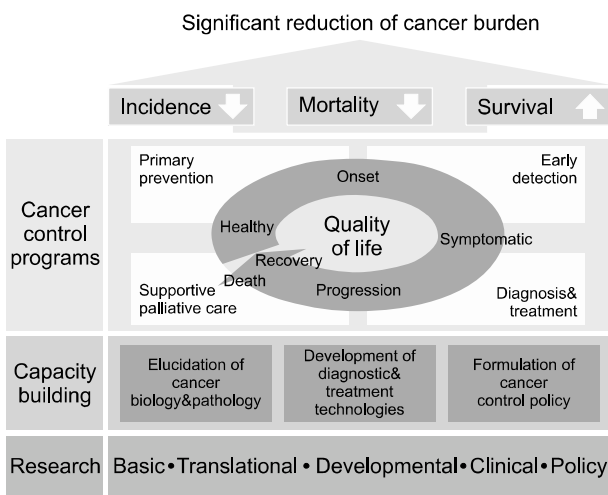 Significant reduction of cancer burden
Incidence
Mortality
Survival
Cancer
control
programs
Primary
prevention
Early
detection
Onset
Healthy
Quality
of life
Symptomatic
Recovery
Death
Progression
Supportive
palliative care
Diagnosis&
treatment
Capacity
building
Elucidation of
cancer
biology&pathology
Development of
diagnostic&
treatment
technologies
Formulation of
cancer
control policy
Research
Basic•Translational • Developmental•Clinical•Policy